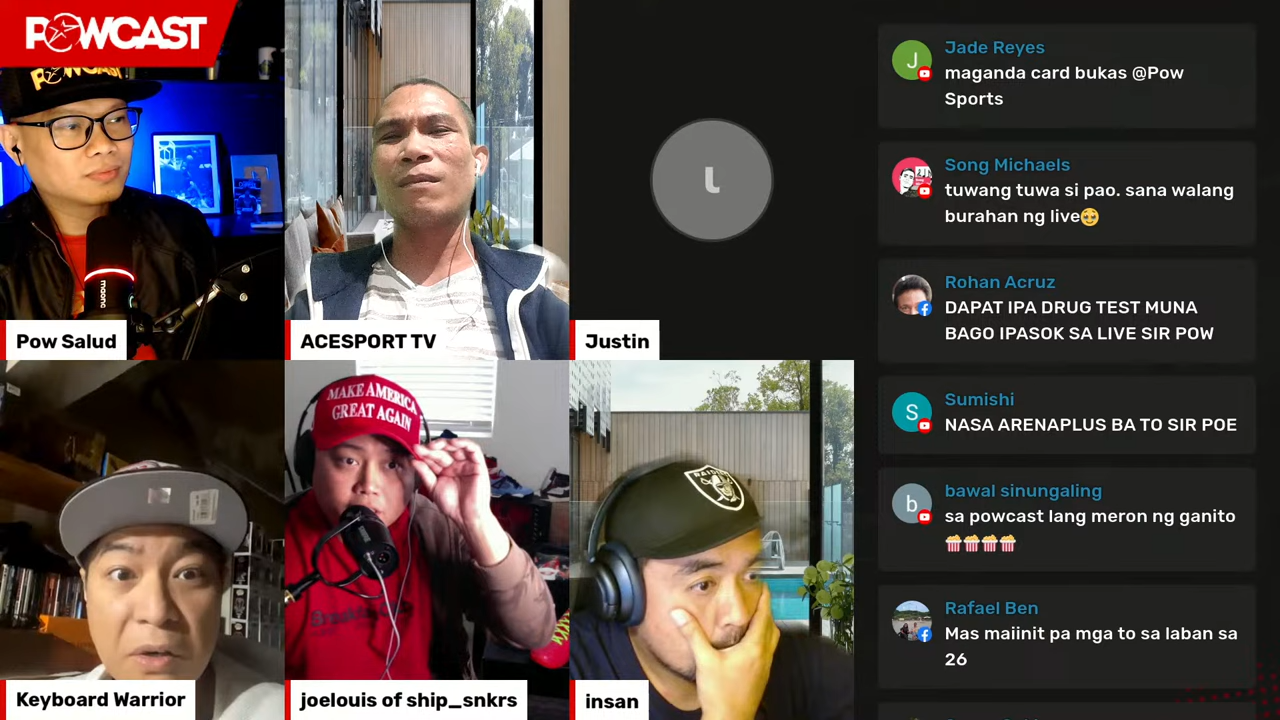 POWCAST
POWCAST
Pow Salud
ACESPORT TV
Justin
MAKE AMERICA
GREAT AGAIN
RAIDERS
Keyboard Warrior
joelouis of ship_snkrs
insan
maono
J
Jade Reyes
maganda card bukas @Pow
Sports
Song Michaels
tuwang tuwa si pao. sana walang
burahan ng live🥹
Rohan Acruz
DAPAT IPA DRUG TEST MUNA
BAGO IPASOK SA LIVE SIR POW
S
Sumishi
NASA ARENAPLUS BA TO SIR POE
b
bawal sinungaling
sa powcast lang meron ng ganito
🍿🍿🍿🍿
Rafael Ben
Mas maiinit pa mga to sa laban sa
26